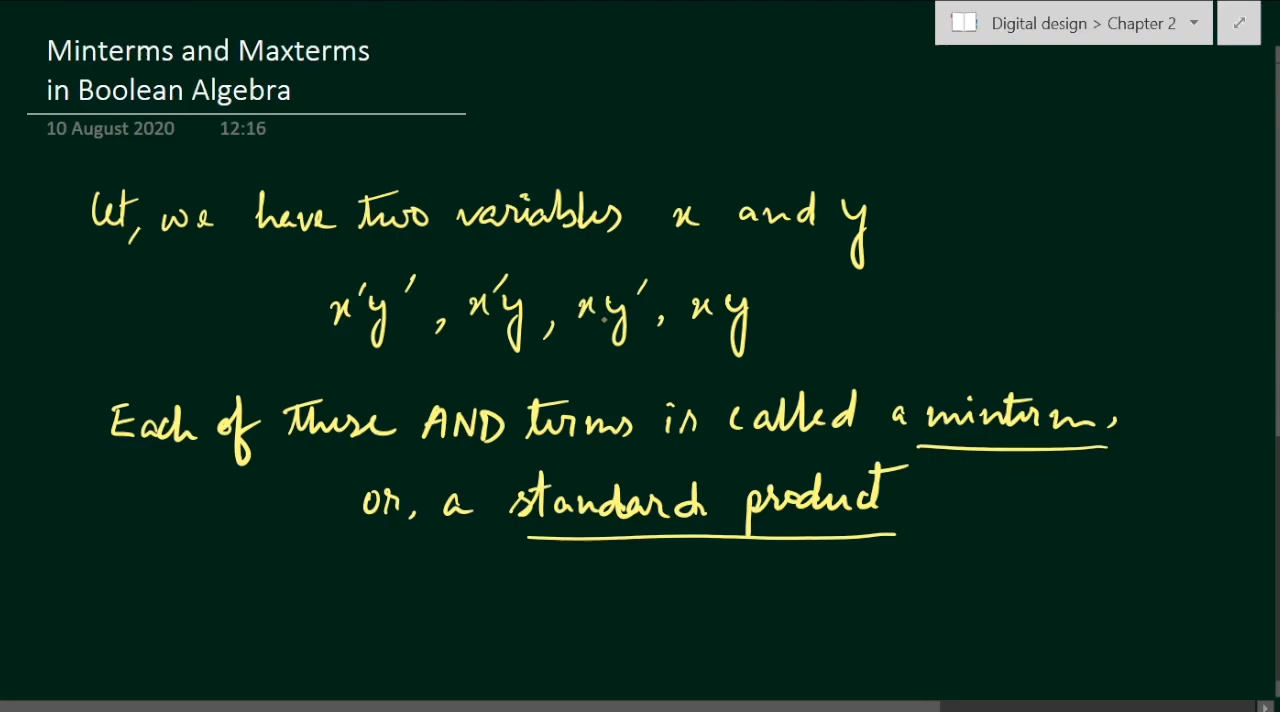 Digital design > Chapter 2
Minterms and Maxterms
in Boolean Algebra
10 August 2020 12:16
Let, we have two variables x and y
x'y', x'y, xy', xy
Each of these AND terms is called a minterm,
or, a standard product